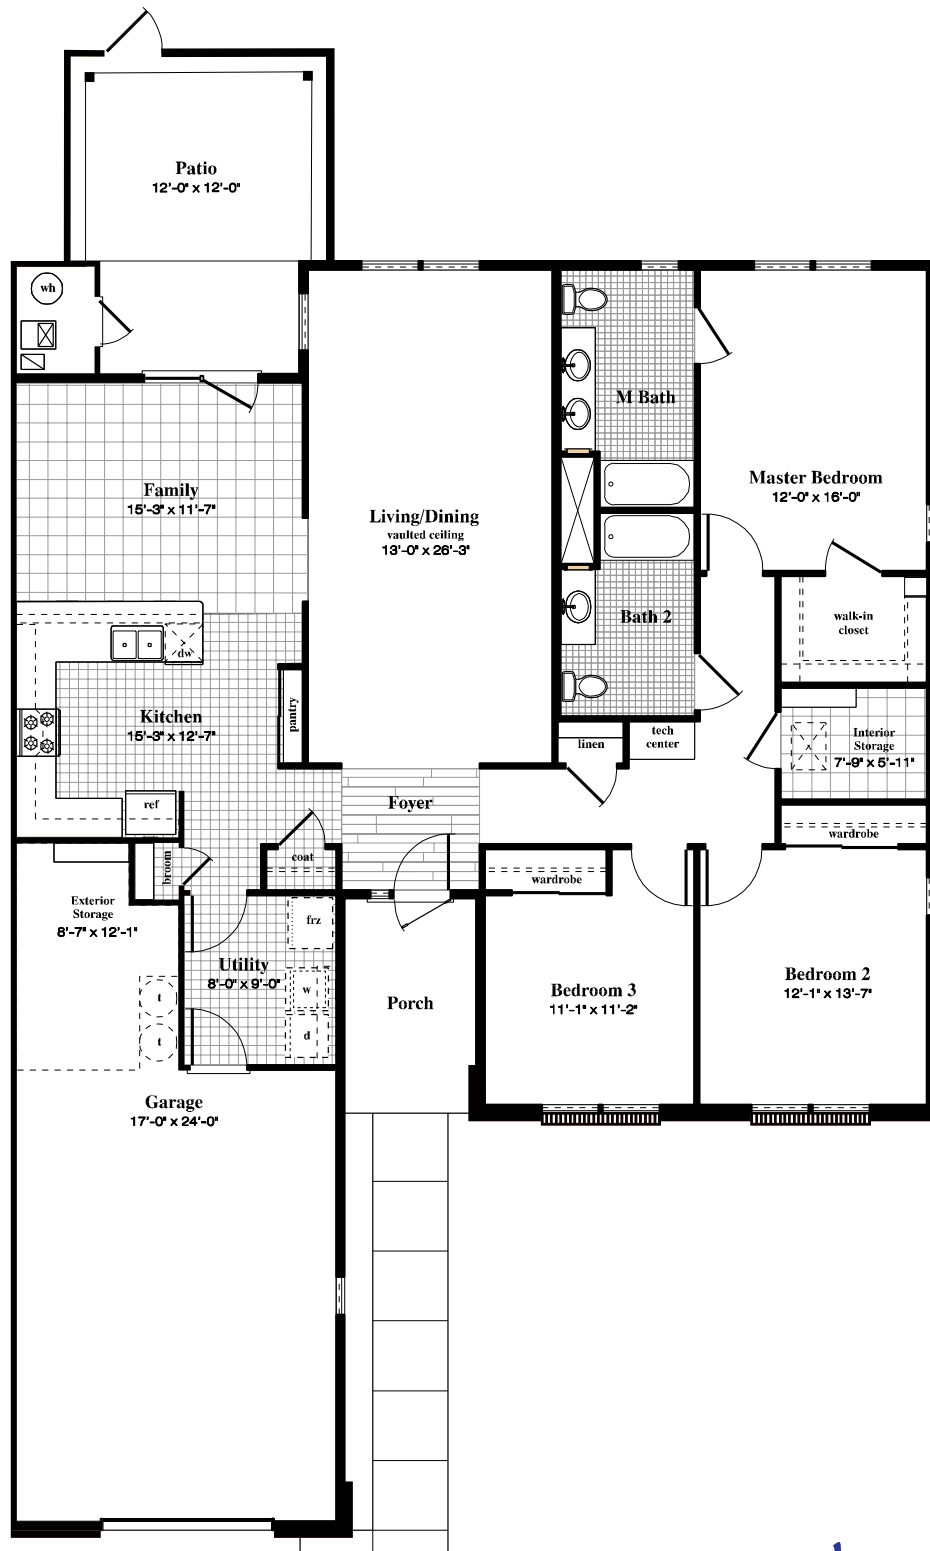 Patio
12'-0" x 12'-0"
wh
M Bath
Master Bedroom
12'-0" x 16'-0"
Family
15'-3" x 11'-7"
Living/Dining
vaulted ceiling
13'-0" x 26'-3"
Bath 2
walk-in
closet
dw
Kitchen
15'-3" x 12'-7"
pantry
linen
tech
center
Interior
Storage
7'-9" x 5'-11"
ref
Foyer
wardrobe
broom
coat
wardrobe
Exterior
Storage
8'-7" x 12'-1"
frz
Utility
8'-0" x 9'-0"
w
t
Porch
Bedroom 3
11'-1" x 11'-2"
Bedroom 2
12'-1" x 13'-7"
t
d
Garage
17'-0" x 24'-0"